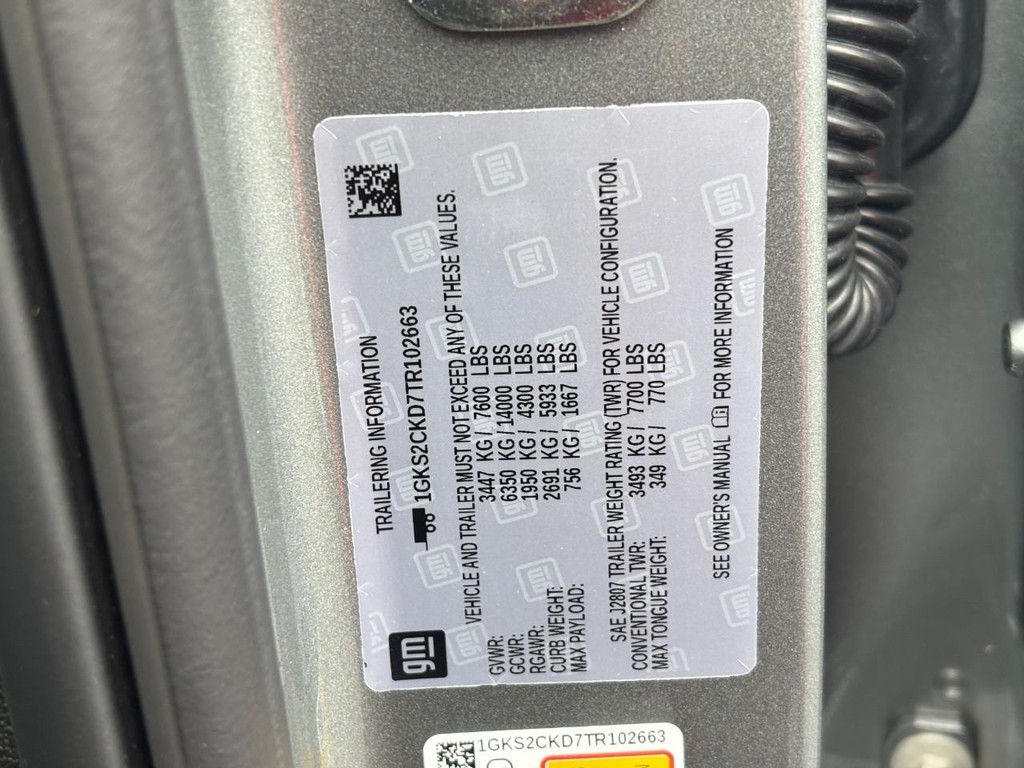 TRAILERING INFORMATION
1GKS2CKD7TR102663
gm
VEHICLE AND TRAILER MUST NOT EXCEED ANY OF THESE VALUES.
GVWR: 3447 KG / 7600 LBS
GCWR: 6350 KG / 14000 LBS
RGAWR: 1950 KG / 4300 LBS
CURB WEIGHT: 2691 KG / 5933 LBS
MAX PAYLOAD: 756 KG / 1667 LBS
SAE J2807 TRAILER WEIGHT RATING (TWR) FOR VEHICLE CONFIGURATION.
CONVENTIONAL TWR: 3493 KG / 7700 LBS
MAX TONGUE WEIGHT: 349 KG / 770 LBS
SEE OWNER'S MANUAL FOR MORE INFORMATION
1GKS2CKD7TR102663